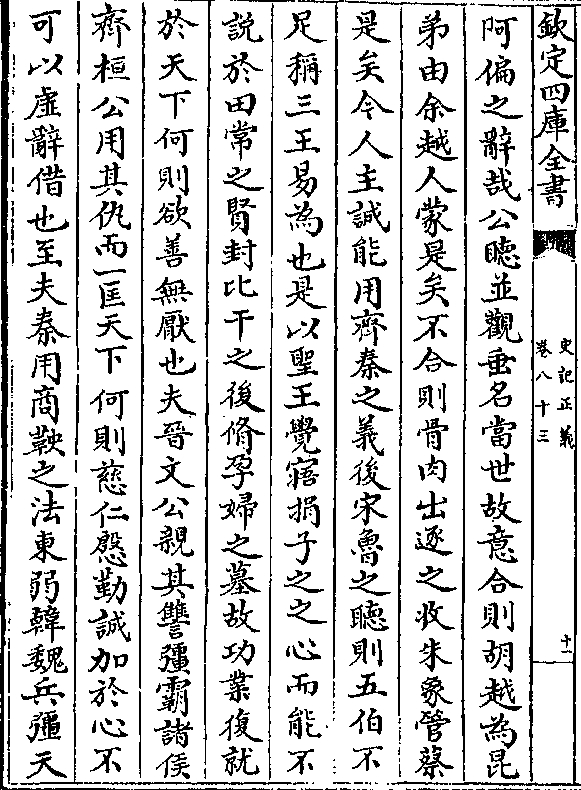 欽定四庫全書
史記正義
卷八十三
十一
阿偏之辭哉公聽並觀垂名當世故意合則胡越為昆
弟由余越人蒙是矣不合則骨肉出逐之收朱象管蔡
是矣今人主誠能用齊秦之義後宋魯之聽則五伯不
足稱三王易為也是以聖王覺寤捐子之之心而能不
說於田常之賢封比干之後脩孕婦之墓故功業復就
於天下何則欲善無厭也夫晉文公親其讐彊霸諸侯
齊桓公用其仇而一匡天下何則慈仁慇勤誠加於心不
可以虛辭借也至夫秦用商鞅之法東弱韓魏兵彊天